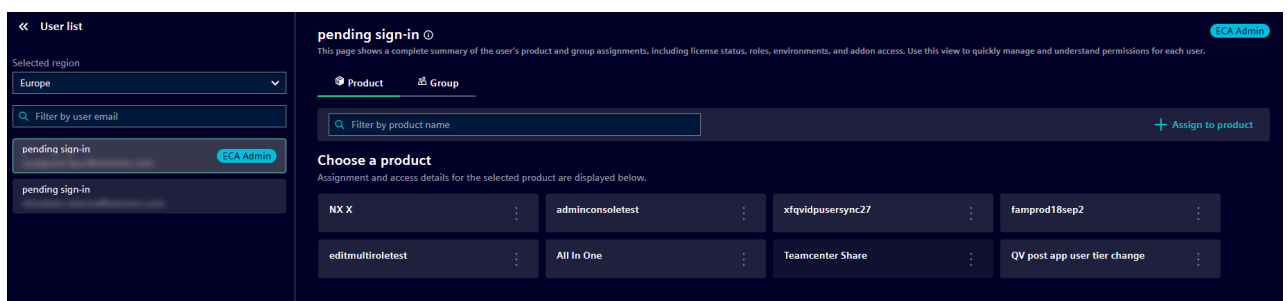 User list
Selected region
Europe
Filter by user email
pending sign-in
ECA Admin
pending sign-in
pending sign-in
ECA Admin
This page shows a complete summary of the user's product and group assignments, including license status, roles, environments, and addon access. Use this view to quickly manage and understand permissions for each user.
Product Group
Filter by product name
+ Assign to product
Choose a product
Assignment and access details for the selected product are displayed below.
NX X adminconsoletest xfqvidpusersync27 famprod18sep2
editmultiroletest All In One Teamcenter Share QV post app user tier change